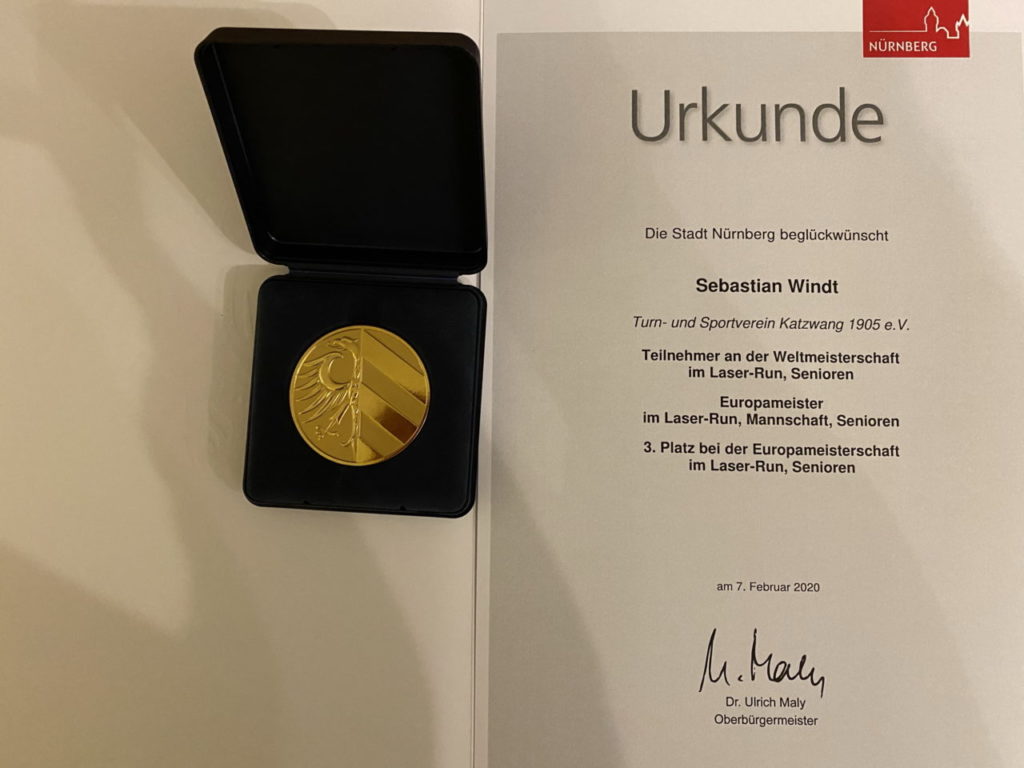 NÜRNBERG
Urkunde
Die Stadt Nürnberg beglückwünscht
Sebastian Windt
Turn- und Sportverein Katzwang 1905 e.V.
Teilnehmer an der Weltmeisterschaft
im Laser-Run, Senioren
Europameister
im Laser-Run, Mannschaft, Senioren
3. Platz bei der Europameisterschaft
im Laser-Run, Senioren
am 7. Februar 2020
U. Maly
Dr. Ulrich Maly
Oberbürgermeister